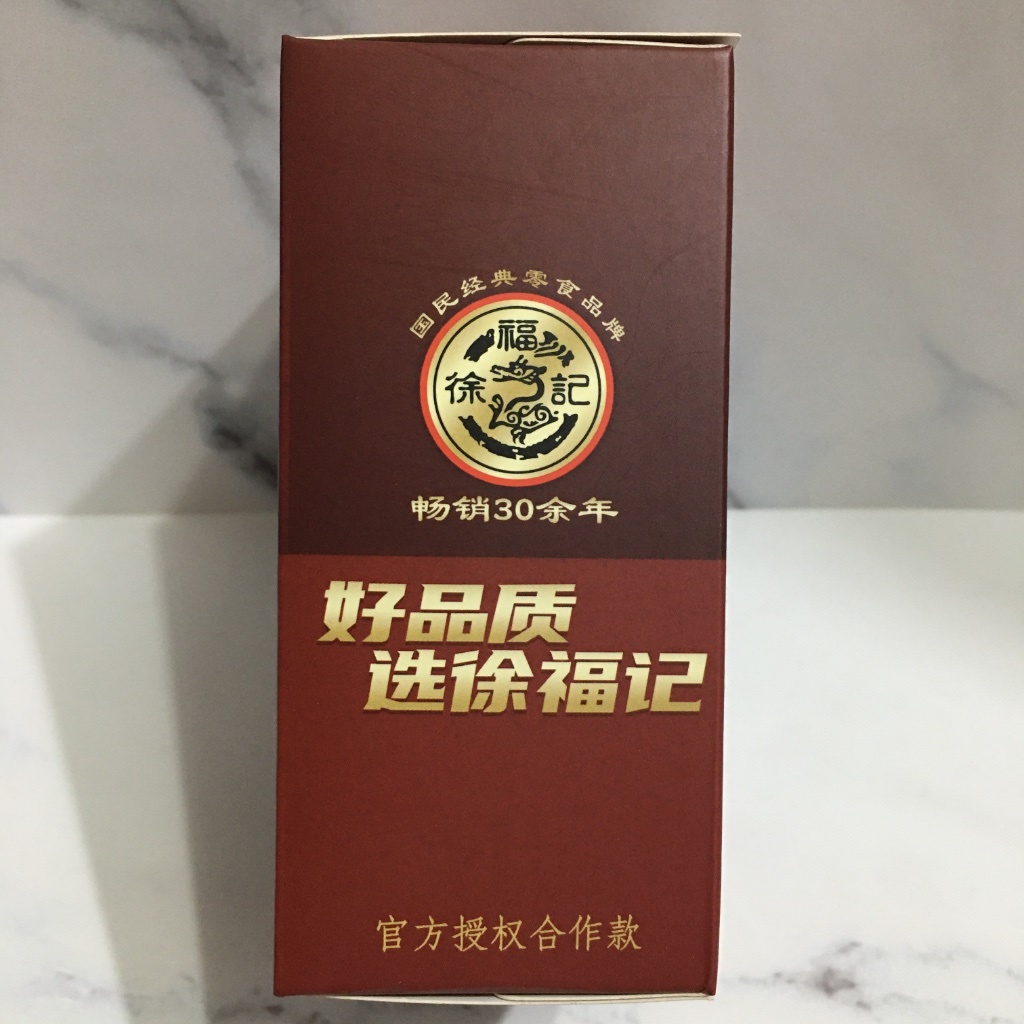 国民经典零食品牌
徐福記
畅销30余年
好品质
选徐福记
官方授权合作款